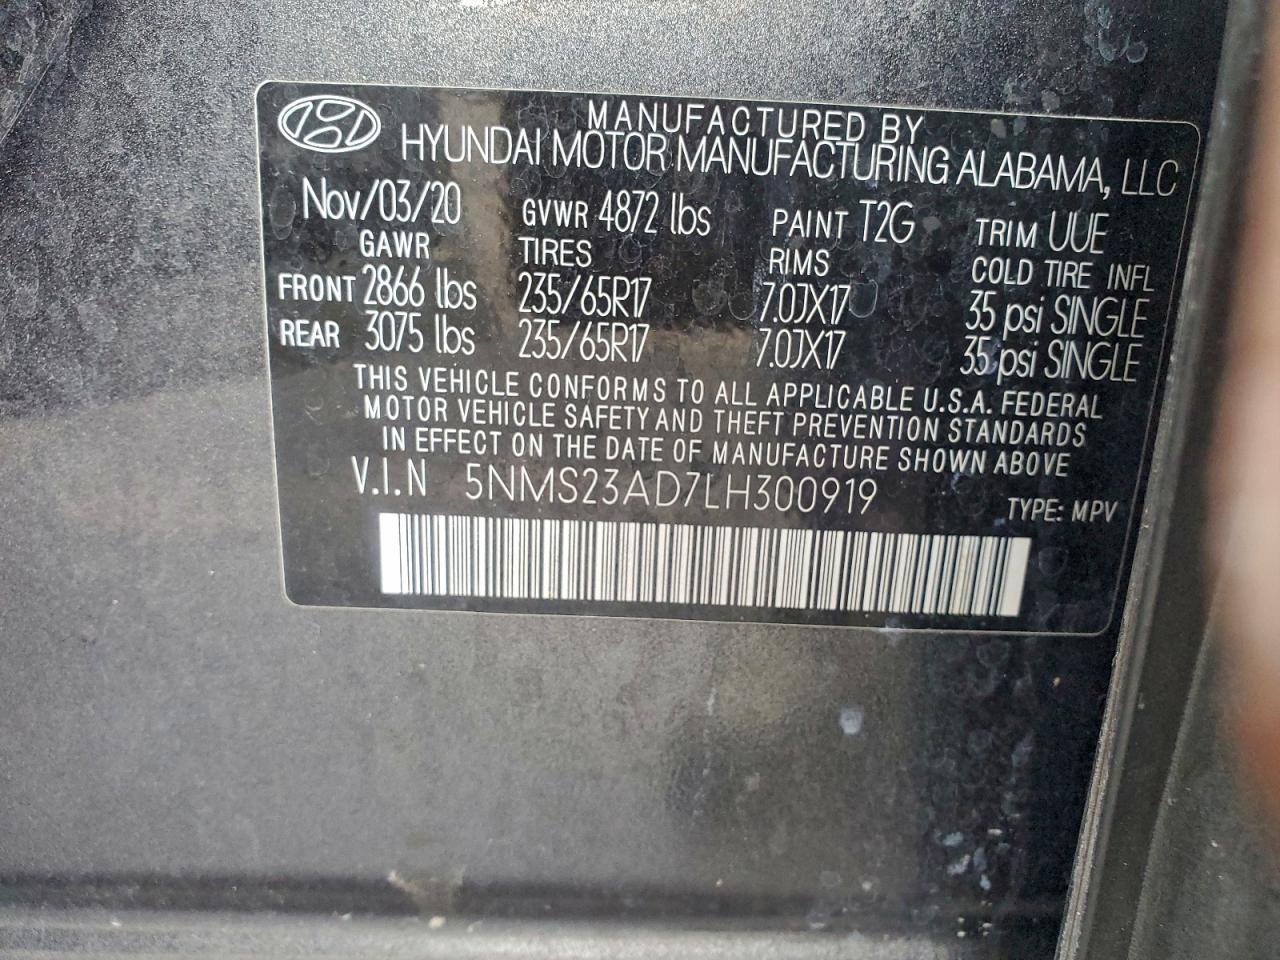 MANUFACTURED BY
HYUNDAI MOTOR MANUFACTURING ALABAMA, LLC
Nov/03/20 GVWR 4872 lbs PAINT T2G TRIM UUE
GAWR TIRES RIMS COLD TIRE INFL
FRONT 2866 lbs 235/65R17 7.0JX17 35 psi SINGLE
REAR 3075 lbs 235/65R17 7.0JX17 35 psi SINGLE
THIS VEHICLE CONFORMS TO ALL APPLICABLE U.S.A. FEDERAL
MOTOR VEHICLE SAFETY AND THEFT PREVENTION STANDARDS
IN EFFECT ON THE DATE OF MANUFACTURE SHOWN ABOVE
V.I.N 5NMS23AD7LH300919 TYPE: MPV